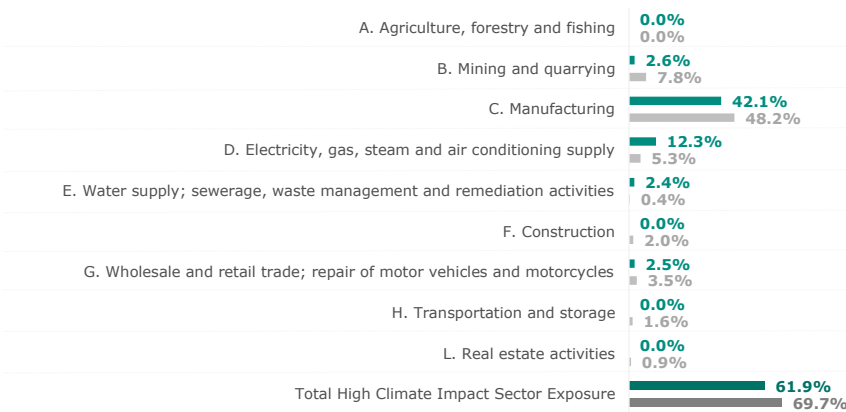 A. Agriculture, forestry and fishing
0.0%
0.0%
B. Mining and quarrying
2.6%
7.8%
C. Manufacturing
42.1%
48.2%
D. Electricity, gas, steam and air conditioning supply
12.3%
5.3%
E. Water supply; sewerage, waste management and remediation activities
2.4%
0.4%
F. Construction
0.0%
2.0%
G. Wholesale and retail trade; repair of motor vehicles and motorcycles
2.5%
3.5%
H. Transportation and storage
0.0%
1.6%
L. Real estate activities
0.0%
0.9%
Total High Climate Impact Sector Exposure
61.9%
69.7%